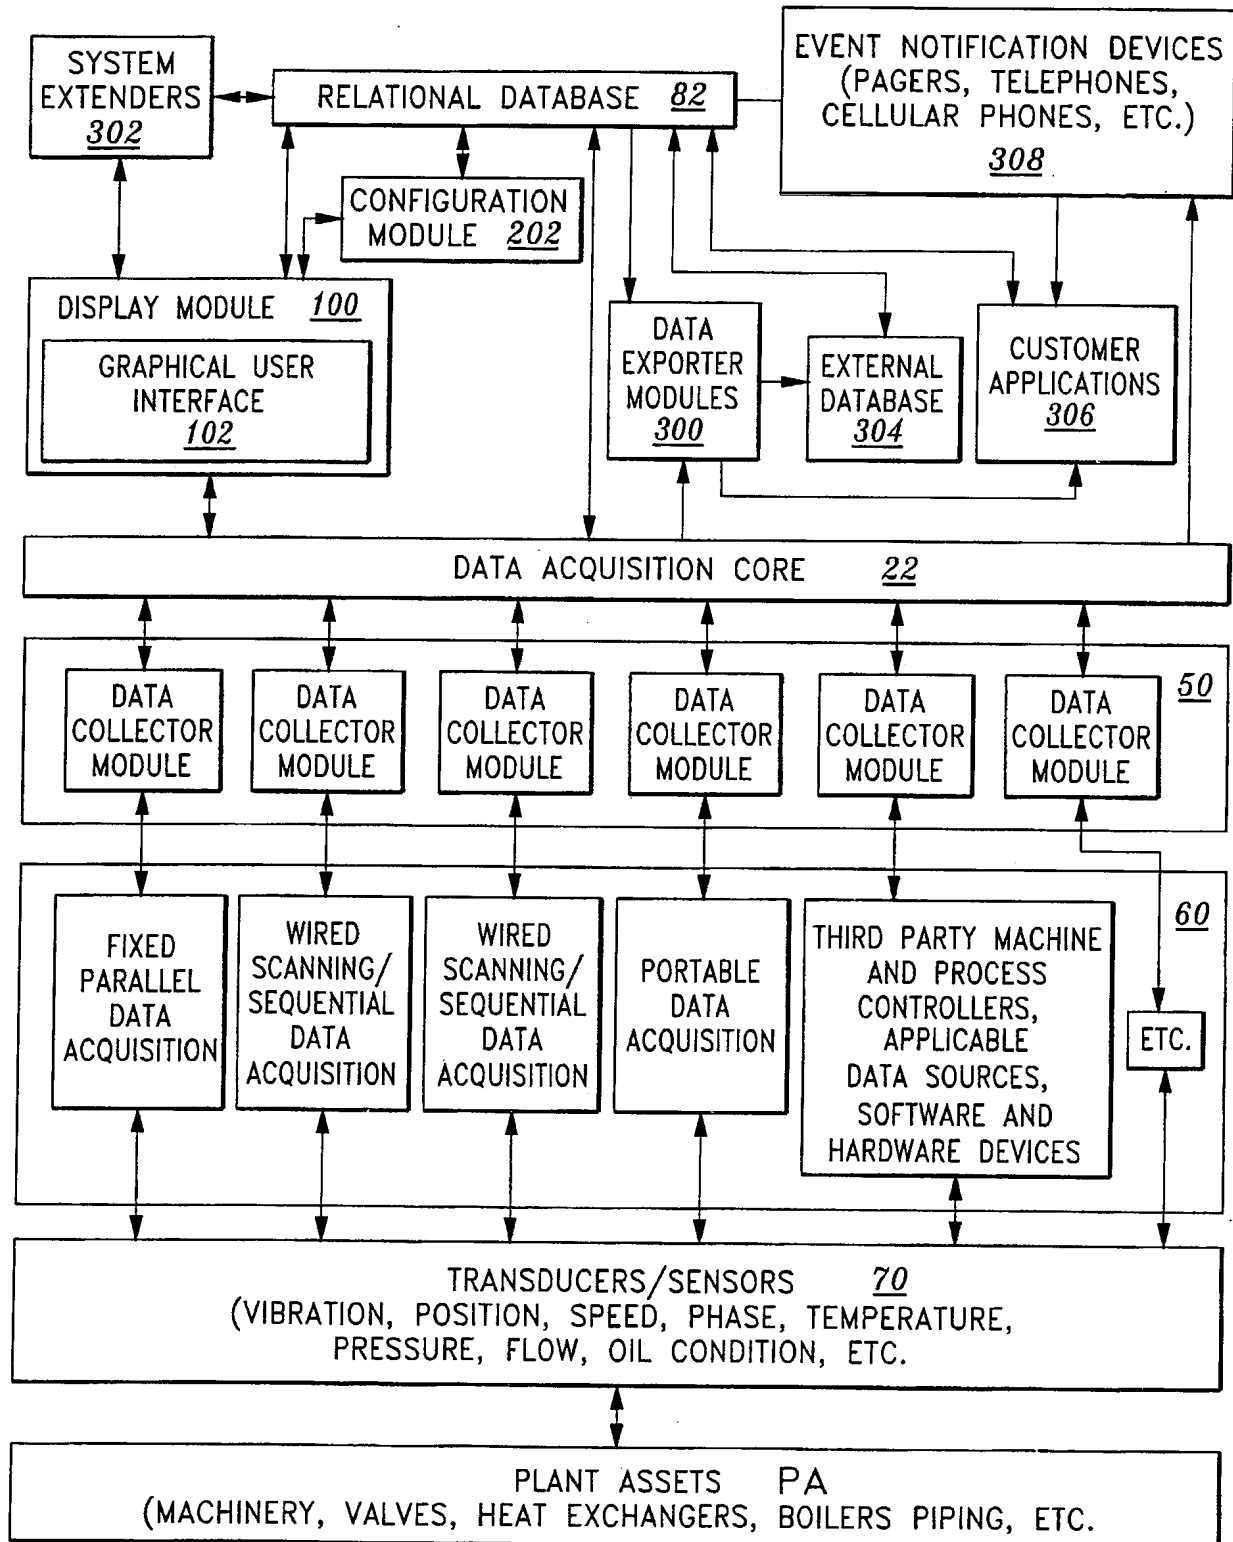 SYSTEM
EXTENDERS
302
RELATIONAL DATABASE 82
EVENT NOTIFICATION DEVICES
(PAGERS, TELEPHONES,
CELLULAR PHONES, ETC.)
308
CONFIGURATION
MODULE 202
DISPLAY MODULE 100
GRAPHICAL USER
INTERFACE
102
DATA
EXPORTER
MODULES
300
EXTERNAL
DATABASE
304
CUSTOMER
APPLICATIONS
306
DATA ACQUISITION CORE 22
50
DATA
COLLECTOR
MODULE
DATA
COLLECTOR
MODULE
DATA
COLLECTOR
MODULE
DATA
COLLECTOR
MODULE
DATA
COLLECTOR
MODULE
DATA
COLLECTOR
MODULE
60
FIXED
PARALLEL
DATA
ACQUISITION
WIRED
SCANNING/
SEQUENTIAL
DATA
ACQUISITION
WIRED
SCANNING/
SEQUENTIAL
DATA
ACQUISITION
PORTABLE
DATA
ACQUISITION
THIRD PARTY MACHINE
AND PROCESS
CONTROLLERS,
APPLICABLE
DATA SOURCES,
SOFTWARE AND
HARDWARE DEVICES
ETC.
TRANSDUCERS/SENSORS 70
(VIBRATION, POSITION, SPEED, PHASE, TEMPERATURE,
PRESSURE, FLOW, OIL CONDITION, ETC.
PLANT ASSETS PA
(MACHINERY, VALVES, HEAT EXCHANGERS, BOILERS PIPING, ETC.